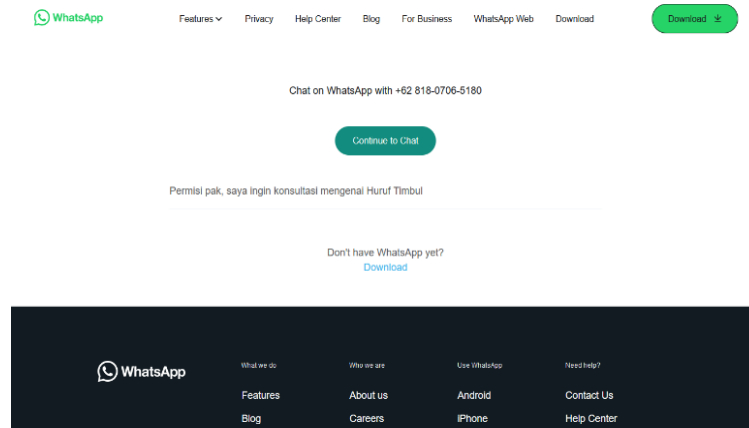 WhatsApp
Features
Privacy
Help Center
Blog
For Business
WhatsApp Web
Download
Download
Chat on WhatsApp with +62 818-0706-5180
Continue to Chat
Permisi pak, saya ingin konsultasi mengenai Huruf TImbul
Don't have WhatsApp yet?
Download
WhatsApp
What we do
Who we are
Use WhatsApp
Need help?
Features
About us
Android
Contact Us
Blog
Careers
iPhone
Help Center